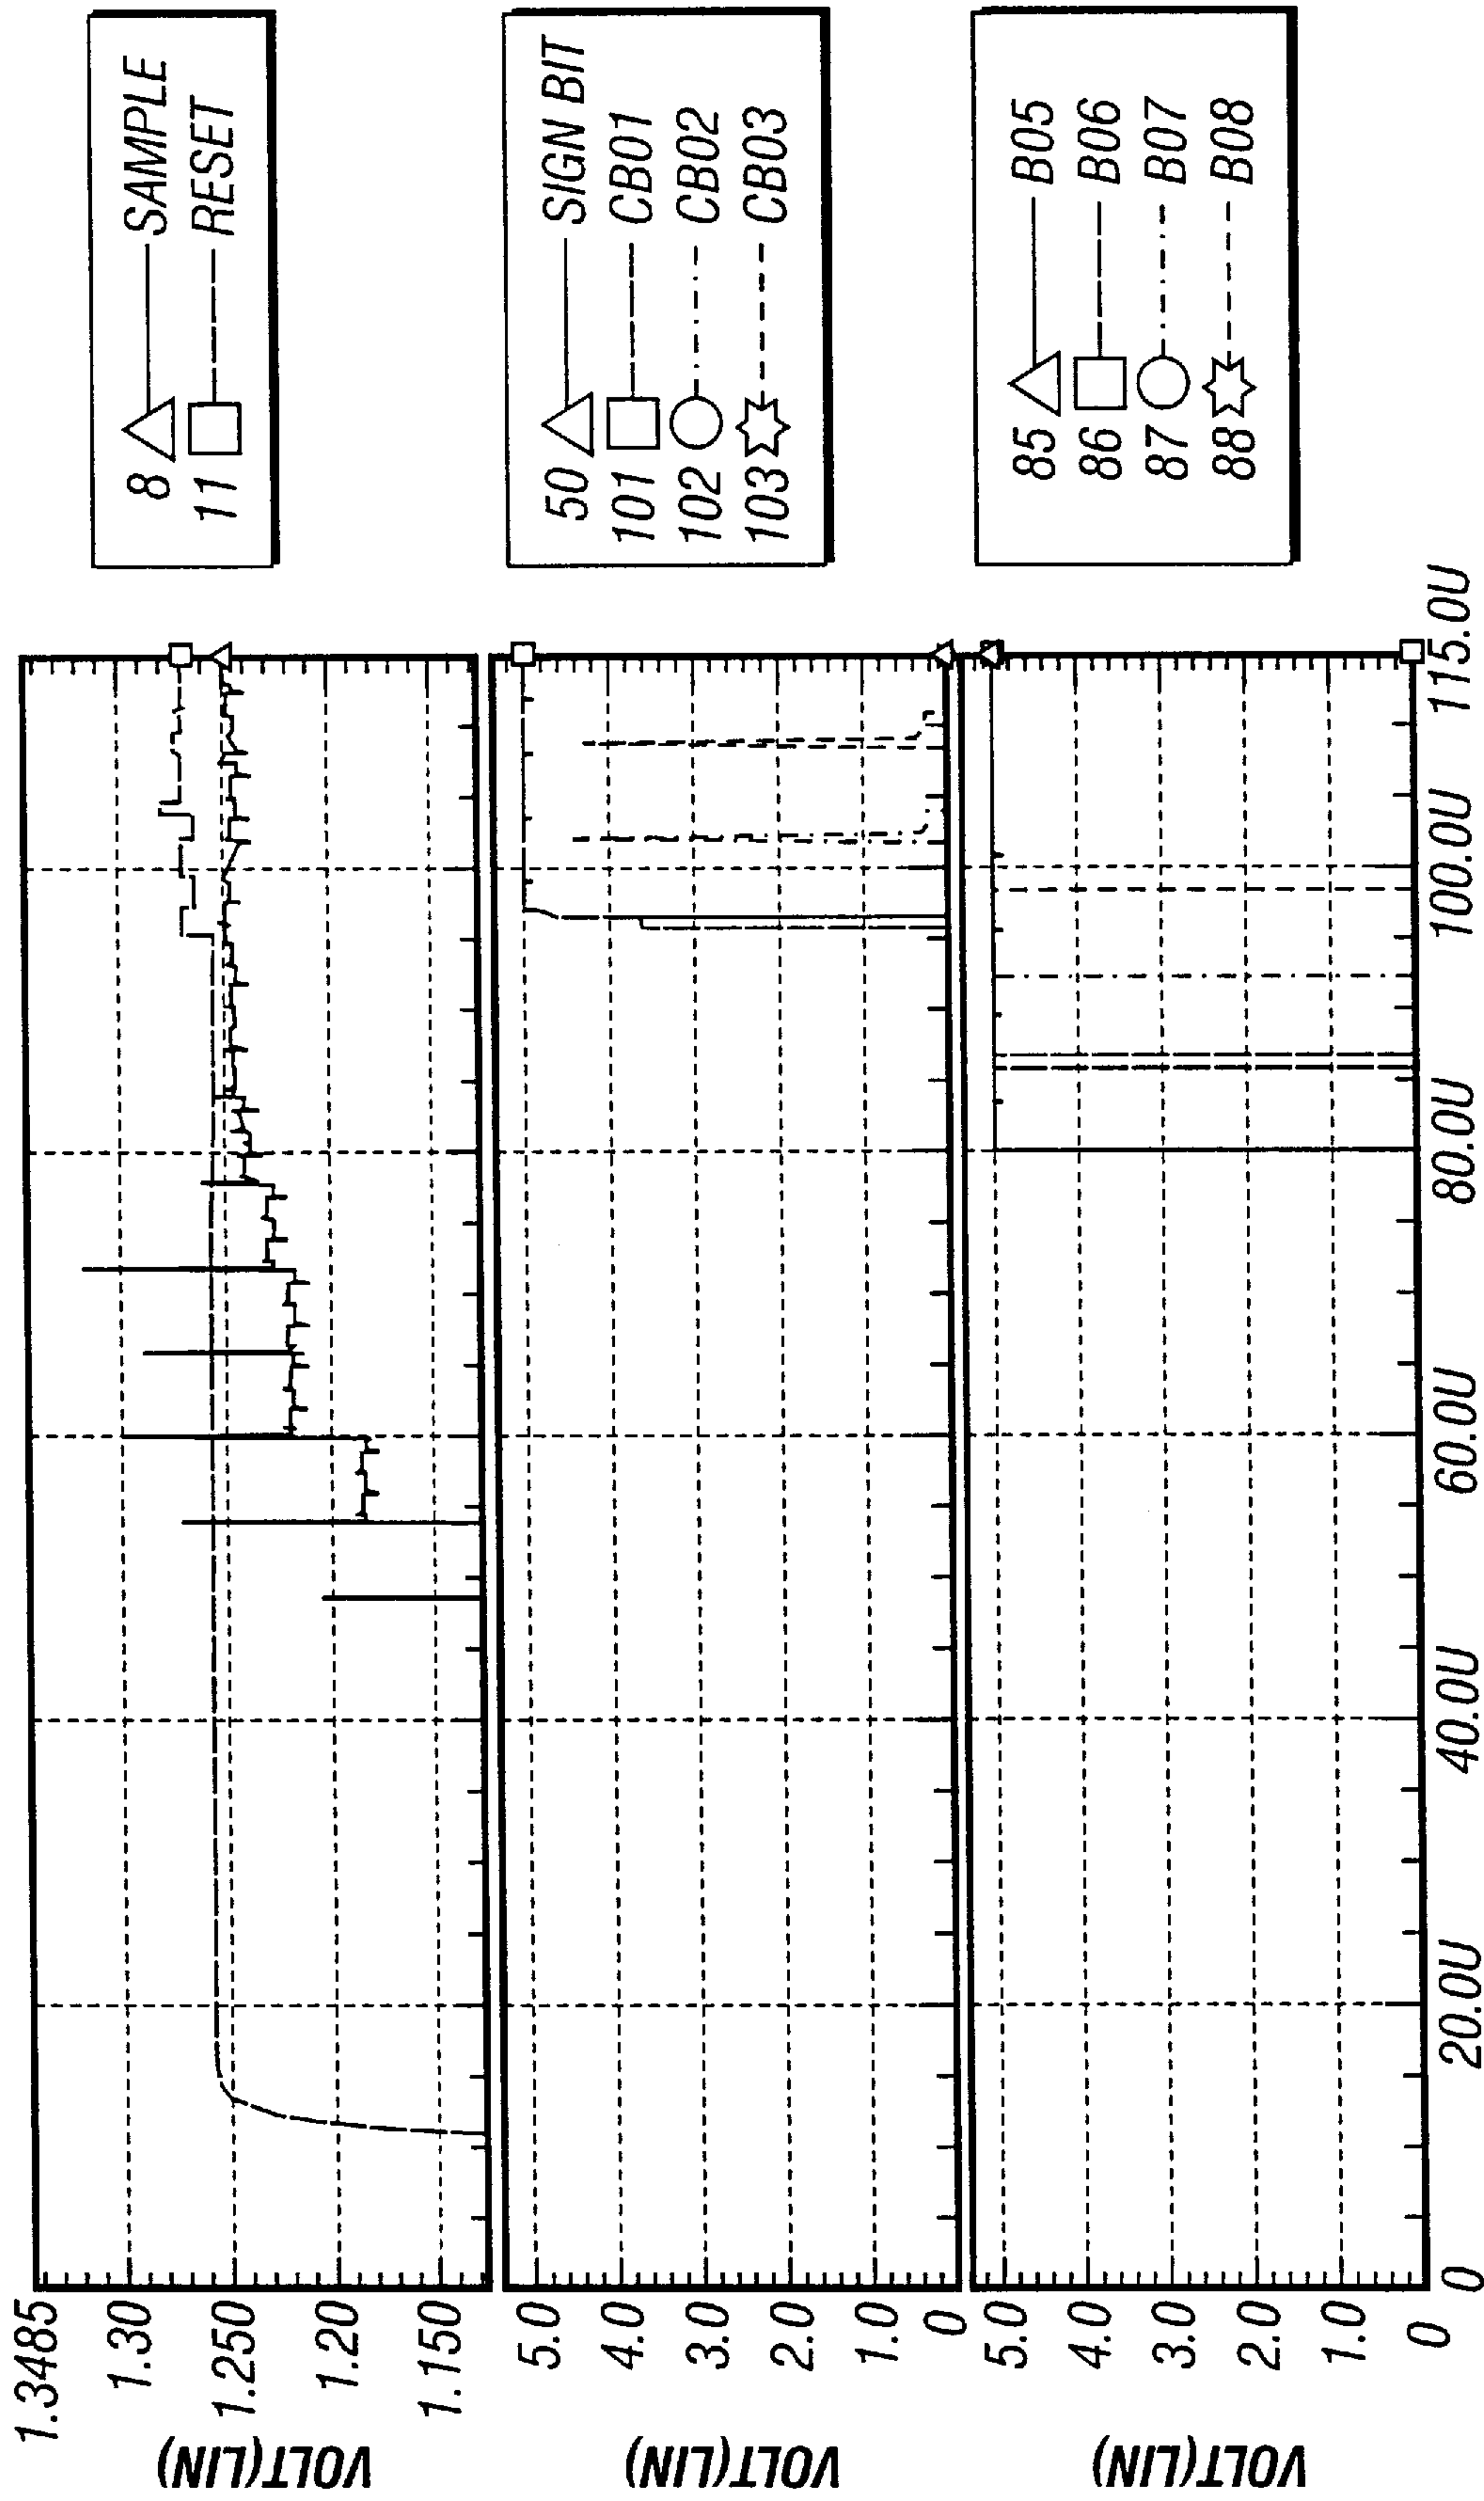 1.3485
1.30
1.250
1.20
1.150
VOLT(LIN)
8 SAMPLE
11 RESET
5.0
4.0
3.0
2.0
1.0
0
VOLT(LIN)
50 SIGN BIT
101 CB01
102 CB02
103 CB03
5.0
4.0
3.0
2.0
1.0
0
VOLT(LIN)
85 B05
86 B06
87 B07
88 B08
0 20.0U 40.0U 60.0U 80.0U 100.0U 115.0U